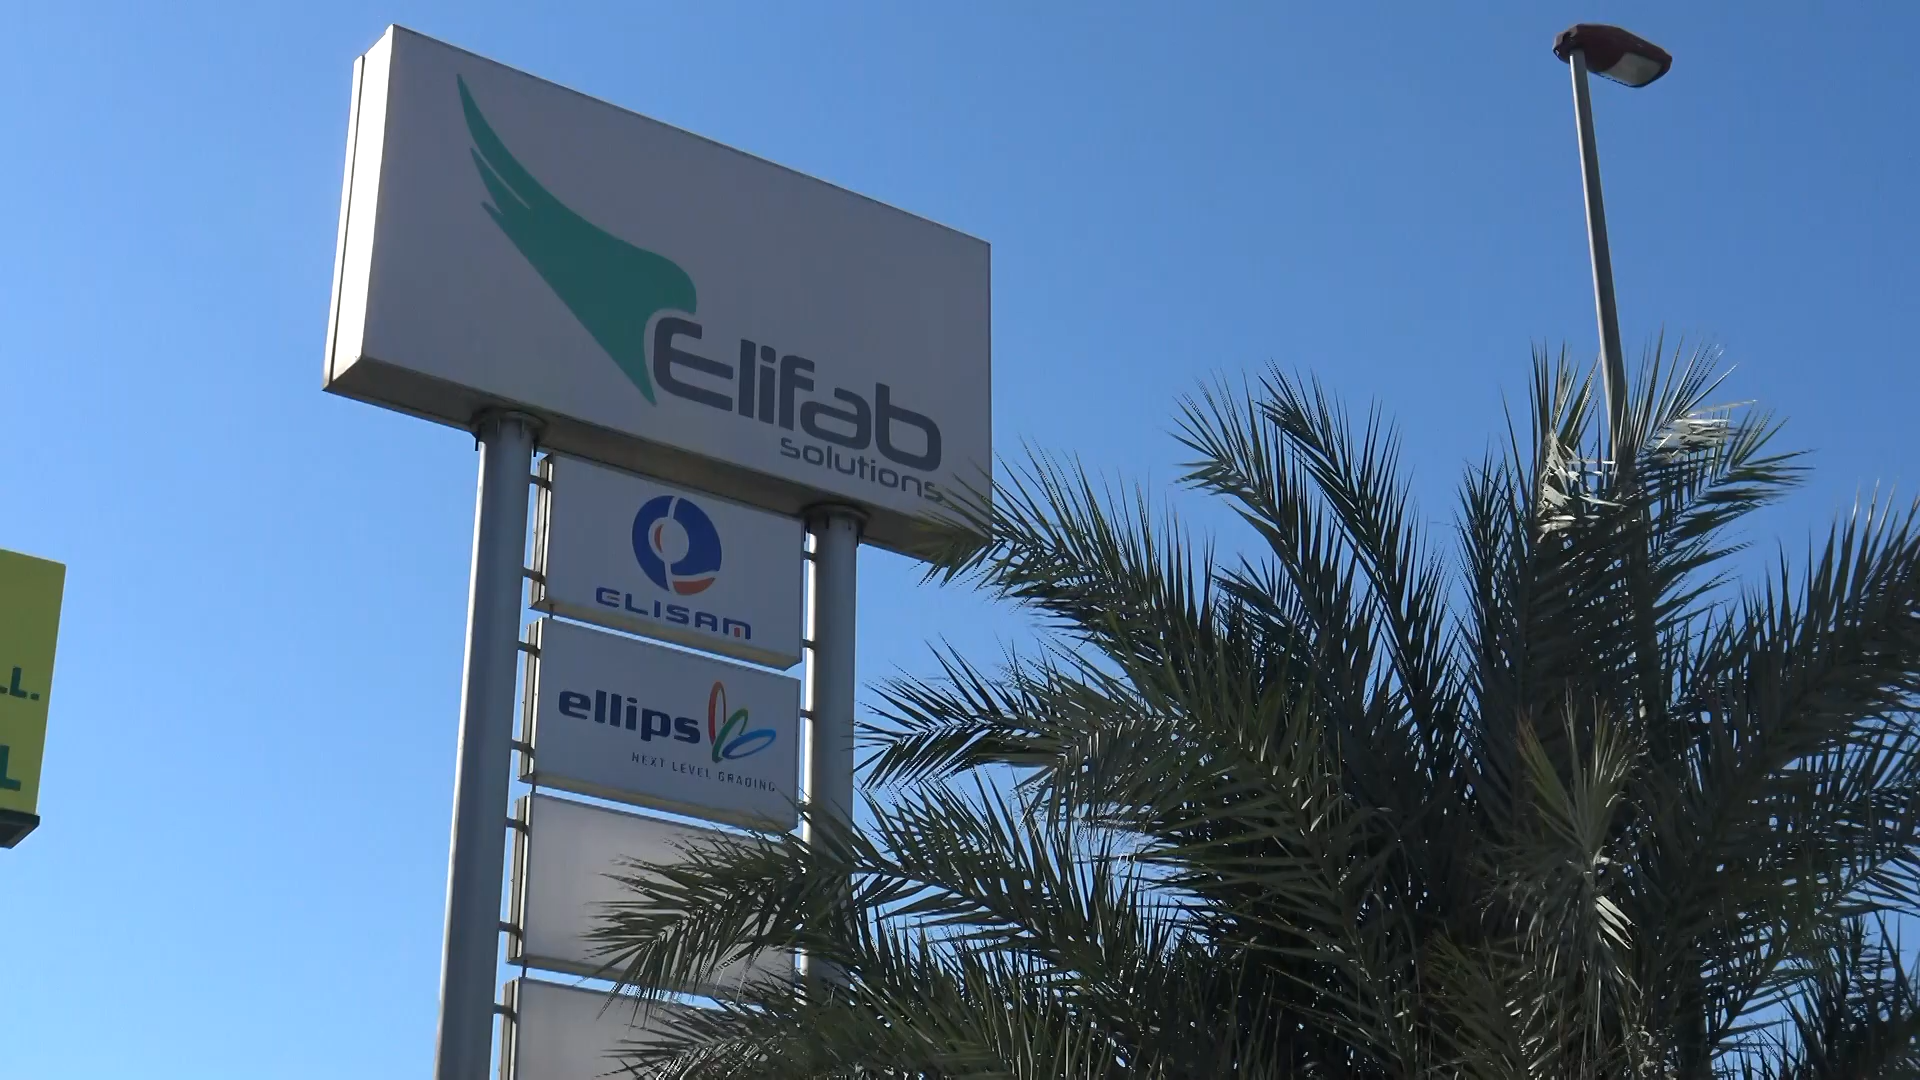 Elifab
solutions
ELISAM
ellips
NEXT LEVEL GRADING